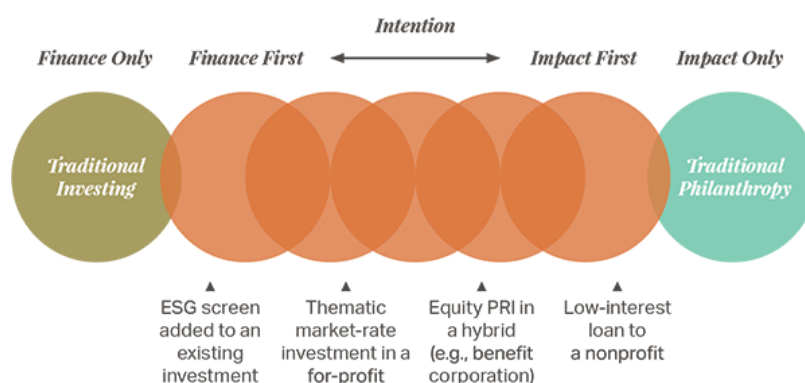 Intention
Finance Only
Finance First
Impact First
Impact Only
Traditional
Investing
Traditional
Philanthropy
ESG screen
added to an
existing
investment
Thematic
market-rate
investment in a
for-profit
Equity PRI in
a hybrid
(e.g., benefit
corporation)
Low-interest
loan to
a nonprofit